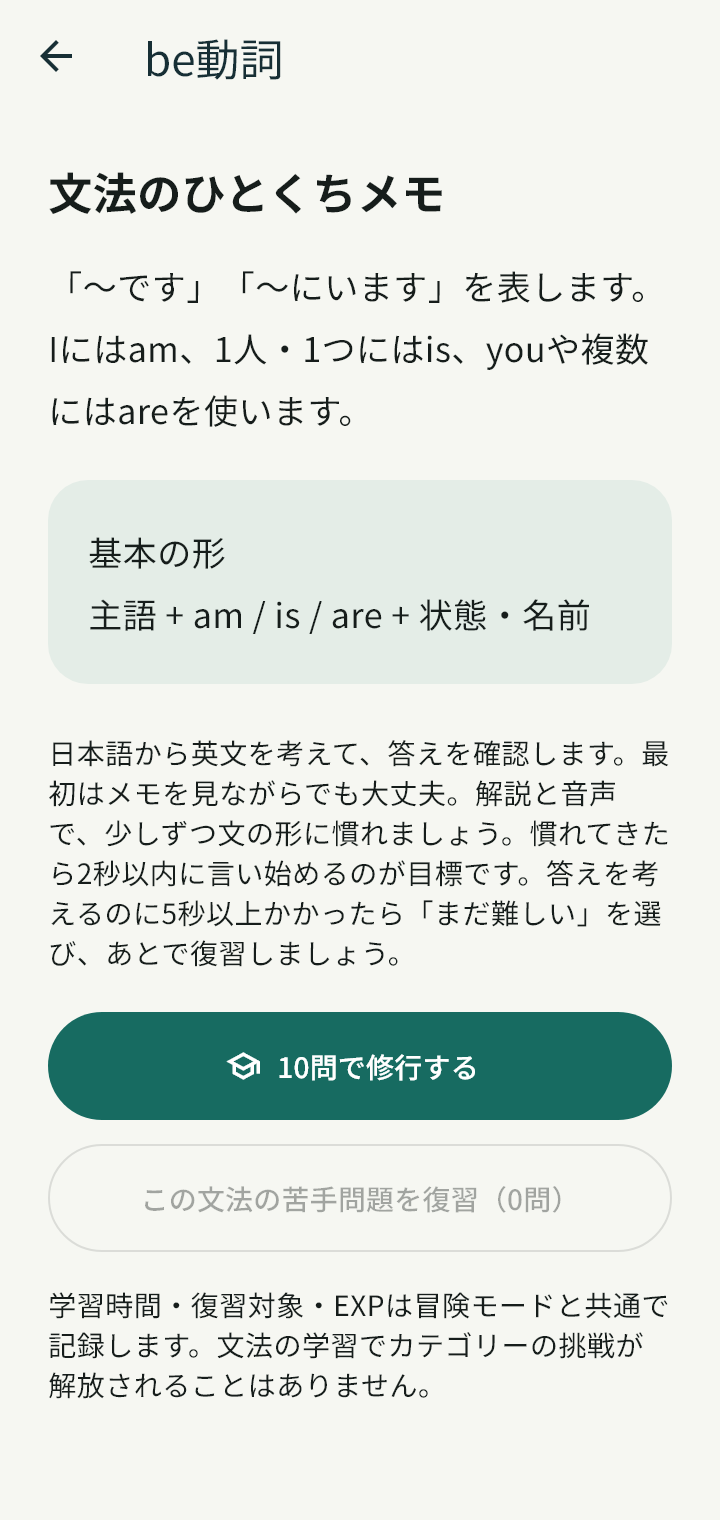 be動詞
文法のひとくちメモ
「〜です」「〜にいます」を表します。
Iにはam、1人・1つにはis、youや複数
にはareを使います。
基本の形
主語 + am / is / are + 状態・名前
日本語から英文を考えて、答えを確認します。最
初はメモを見ながらでも大丈夫。解説と音声
で、少しずつ文の形に慣れましょう。慣れてきた
ら2秒以内に言い始めるのが目標です。答えを考
えるのに5秒以上かかったら「まだ難しい」を選
び、あとで復習しましょう。
10問で修行する
この文法の苦手問題を復習（0問）
学習時間・復習対象・EXPは冒険モードと共通で
記録します。文法の学習でカテゴリーの挑戦が
解放されることはありません。